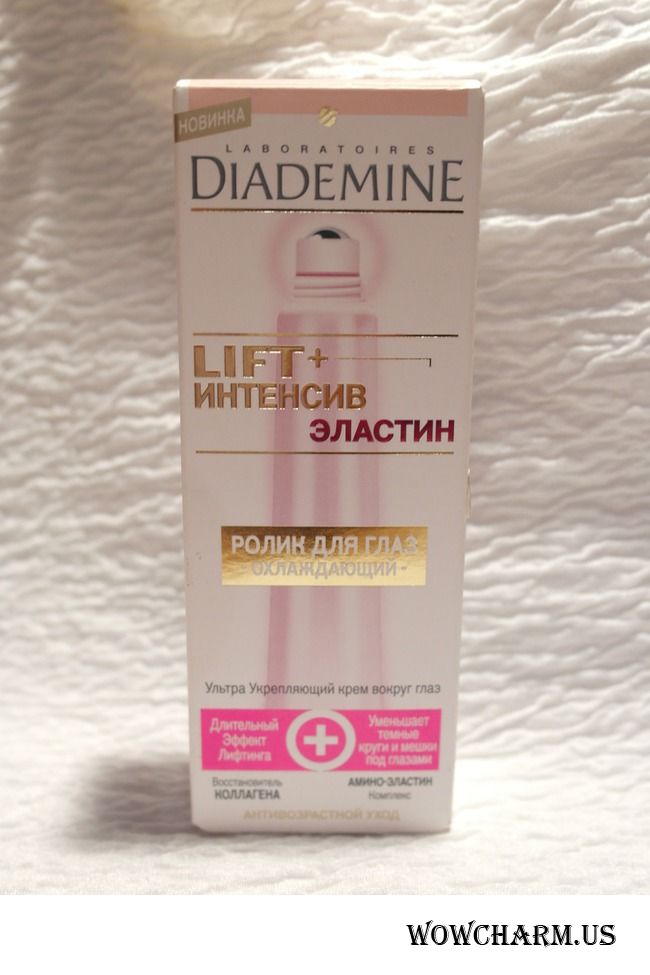 НОВИНКА
LABORATOIRES
DIADEMINE
LIFT+
ИНТЕНСИВ
ЭЛАСТИН
РОЛИК ДЛЯ ГЛАЗ
- ОХЛАЖДАЮЩИЙ -
Ультра Укрепляющий крем вокруг глаз
Длительный
Эффект
Лифтинга
Уменьшает
темные
круги и мешки
под глазами
Восстановитель
КОЛЛАГЕНА
АМИНО-ЭЛАСТИН
Комплекс
АНТИВОЗРАСТНОЙ УХОД
WOWCHARM.US